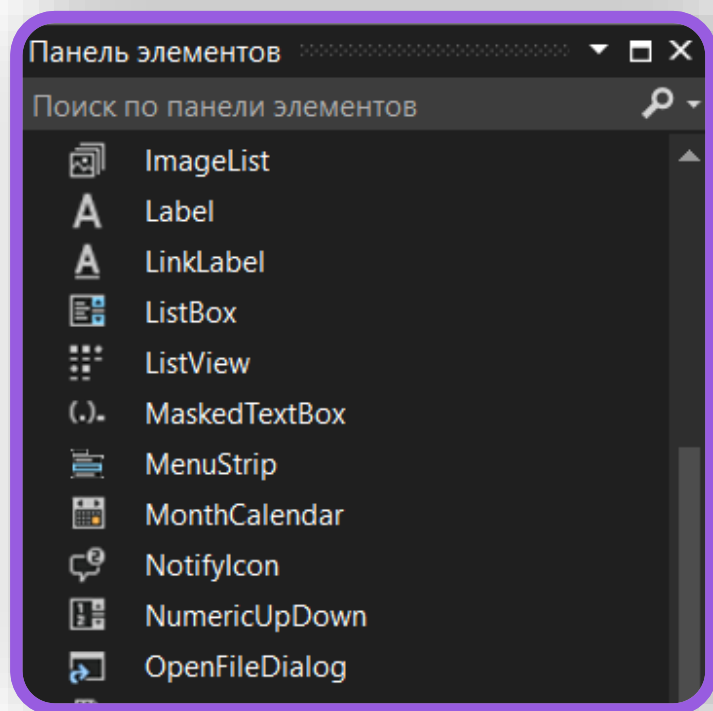 Панель элементов
Поиск по панели элементов
ImageList
Label
LinkLabel
ListBox
ListView
MaskedTextBox
MenuStrip
MonthCalendar
NotifyIcon
NumericUpDown
OpenFileDialog